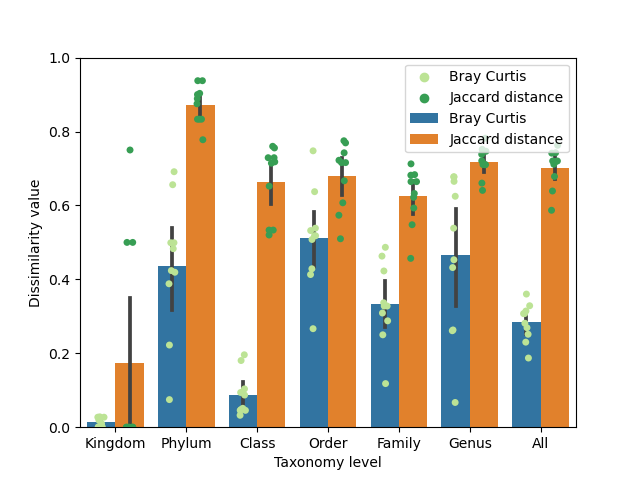 1.0
0.8
0.6
0.4
0.2
0.0
Dissimilarity value
Bray Curtis
Jaccard distance
Bray Curtis
Jaccard distance
Kingdom Phylum Class Order Family Genus All
Taxonomy level